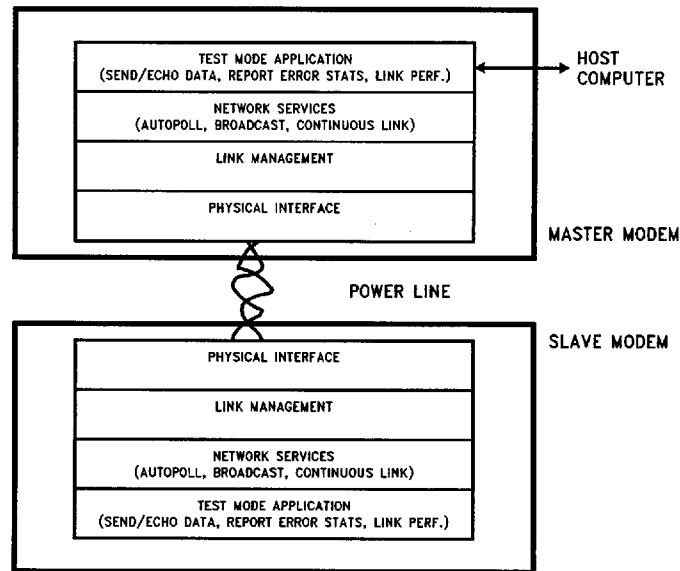 TEST MODE APPLICATION
(SEND/ECHO DATA, REPORT ERROR STATS, LINK PERF.)
HOST
COMPUTER
NETWORK SERVICES
(AUTOPOLL, BROADCAST, CONTINUOUS LINK)
LINK MANAGEMENT
PHYSICAL INTERFACE
MASTER MODEM
POWER LINE
SLAVE MODEM
PHYSICAL INTERFACE
LINK MANAGEMENT
NETWORK SERVICES
(AUTOPOLL, BROADCAST, CONTINUOUS LINK)
TEST MODE APPLICATION
(SEND/ECHO DATA, REPORT ERROR STATS, LINK PERF.)